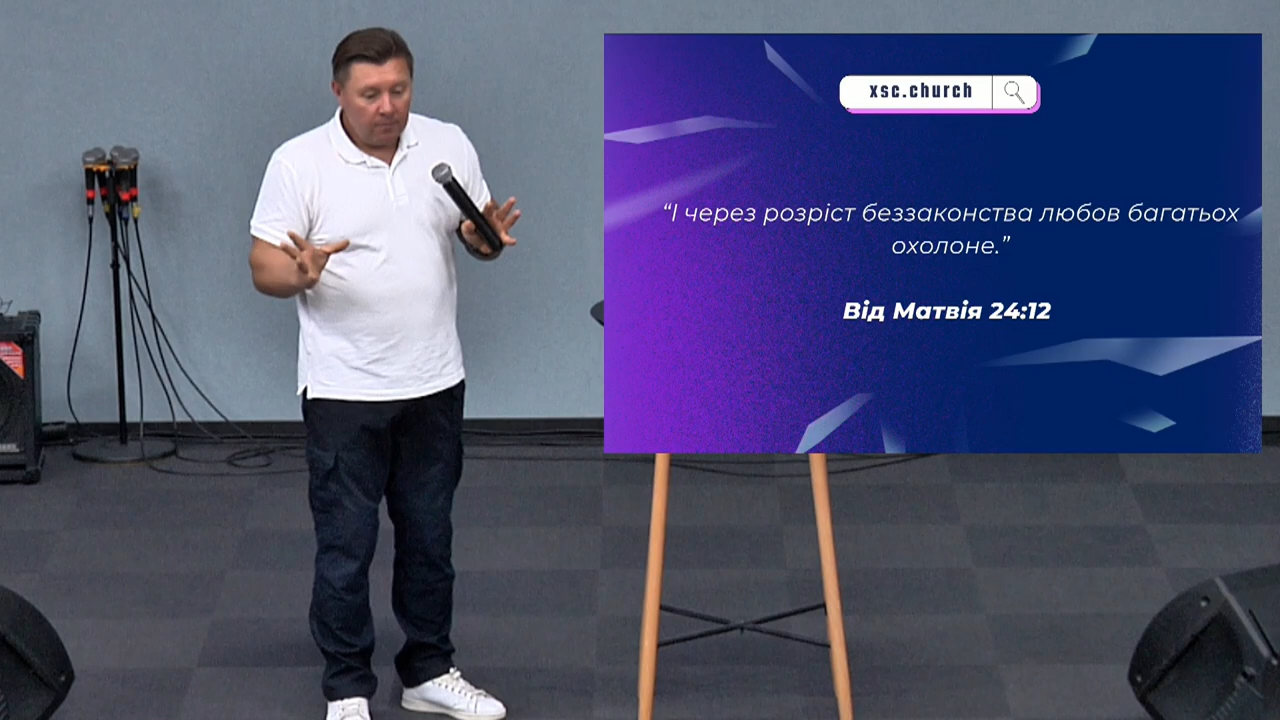 xsc.church
“І через розріст беззаконства любов багатьох
охолоне.”
Від Матвія 24:12